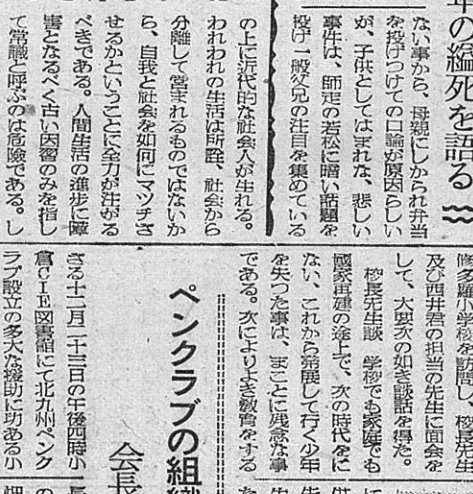 年の縊死を語る
ない事から、母親にしかられ弁当
を投げつけての口論が原因らしい
が、子供としてはまれな、悲しい
事件は、師定の若松に暗い話題を
投げ一般父兄の注目を集めている
の上に近代的な社会人が生れる。
われわれの生活は所詮、社会から
分離して営まれるものではないか
ら、自我と社会を如何にマツチさ
せるかということに全力が注がる
べきである。人間生活の進歩に障
害となるべく古い因習のみを指し
て常識と呼ぶのは危険である。し
修多羅小学校を訪問し、校長先生
及び西井君の担当の先生に面会を
して、大要次の如き談話を得た。
校長先生談 学校でも家庭でも
國家再建の途上で、次の時代をに
ない、これから発展して行く少年
を失つた事は、まことに残念な事
である。次によりよき教育をする
ペンクラブの組織
会長
さる十二月二十三日の午後四時小
倉CIE図書館にて北九州ペンク
ラブ設立の多大な援助に功ある小